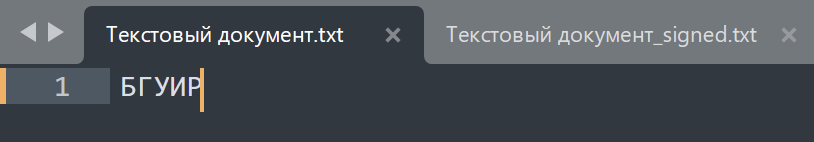 Текстовый документ.txt
Текстовый документ_signed.txt
1 БГУИР